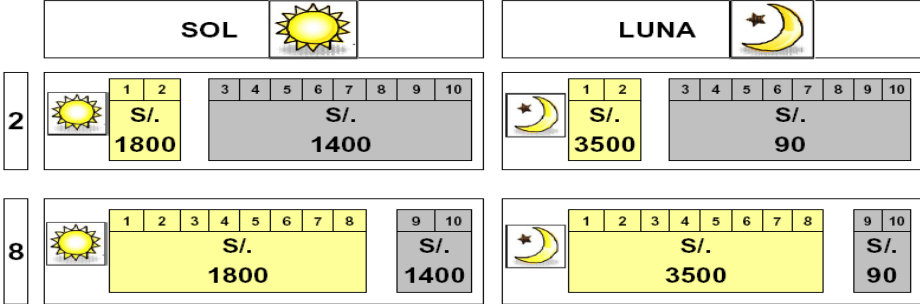 SOL LUNA
2 1 2 3 4 5 6 7 8 9 10 1 2 3 4 5 6 7 8 9 10
S/. S/. S/. S/.
1800 1400 3500 90
8 1 2 3 4 5 6 7 8 9 10 1 2 3 4 5 6 7 8 9 10
S/. S/. S/. S/.
1800 1400 3500 90